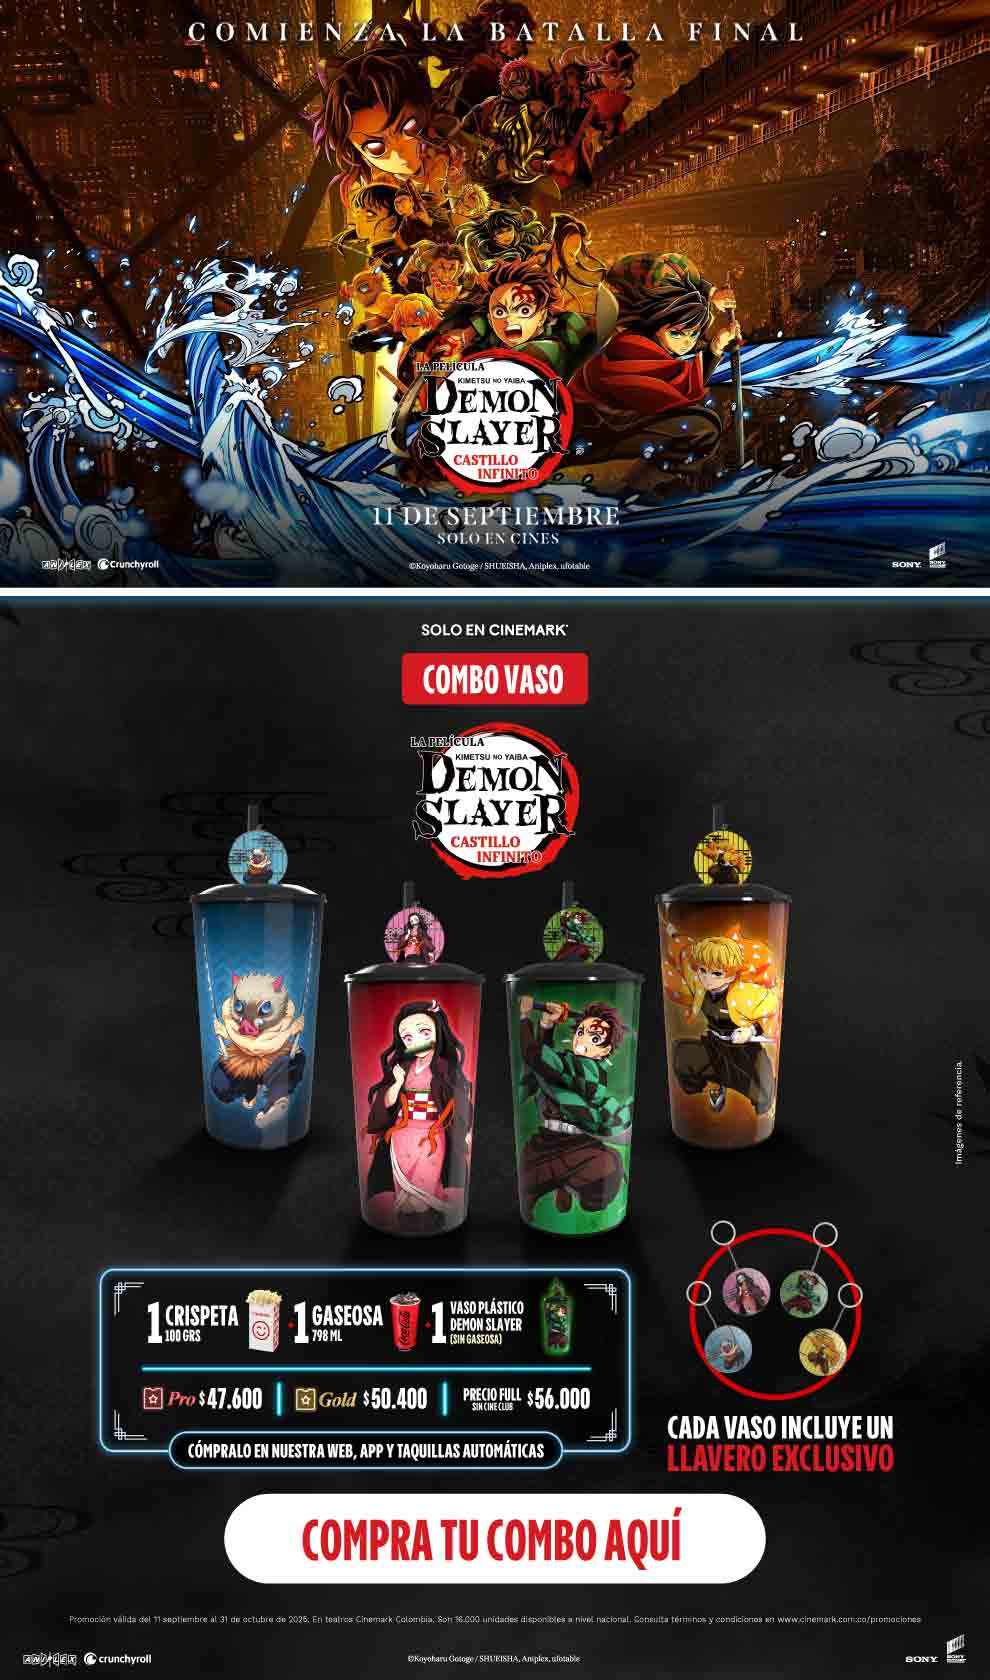 COMIENZA LA BATALLA FINAL
LA PELÍCULA
KIMETSU NO YAIBA
DEMON
SLAYER
CASTILLO
INFINITO
11 DE SEPTIEMBRE
SOLO EN CINES
ANIPLEX crunchyroll
©Koyoharu Gotoge / SHUEISHA, Aniplex, ufotable
SONY
SOLO EN CINEMARK
COMBO VASO
LA PELÍCULA
KIMETSU NO YAIBA
DEMON
SLAYER
CASTILLO
INFINITO
Imágenes de referencia.
1 CRISPETA
100 GRS
1 GASEOSA
798 ML
1 VASO PLÁSTICO
DEMON SLAYER
(SIN GASEOSA)
Pro $47.600
Gold $50.400
PRECIO FULL
SIN CINECLUB
$56.000
CÓMPRALO EN NUESTRA WEB, APP Y TAQUILLAS AUTOMÁTICAS
CADA VASO INCLUYE UN
LLAVERO EXCLUSIVO
COMPRA TU COMBO AQUÍ
Promoción válida del 11 septiembre al 31 de octubre de 2025. En teatros Cinemark Colombia. Son 16.000 unidades disponibles a nivel nacional. Consulta términos y condiciones en www.cinemark.com.co/promociones
ANIPLEX crunchyroll
©Koyoharu Gotoge / SHUEISHA, Aniplex, ufotable
SONY